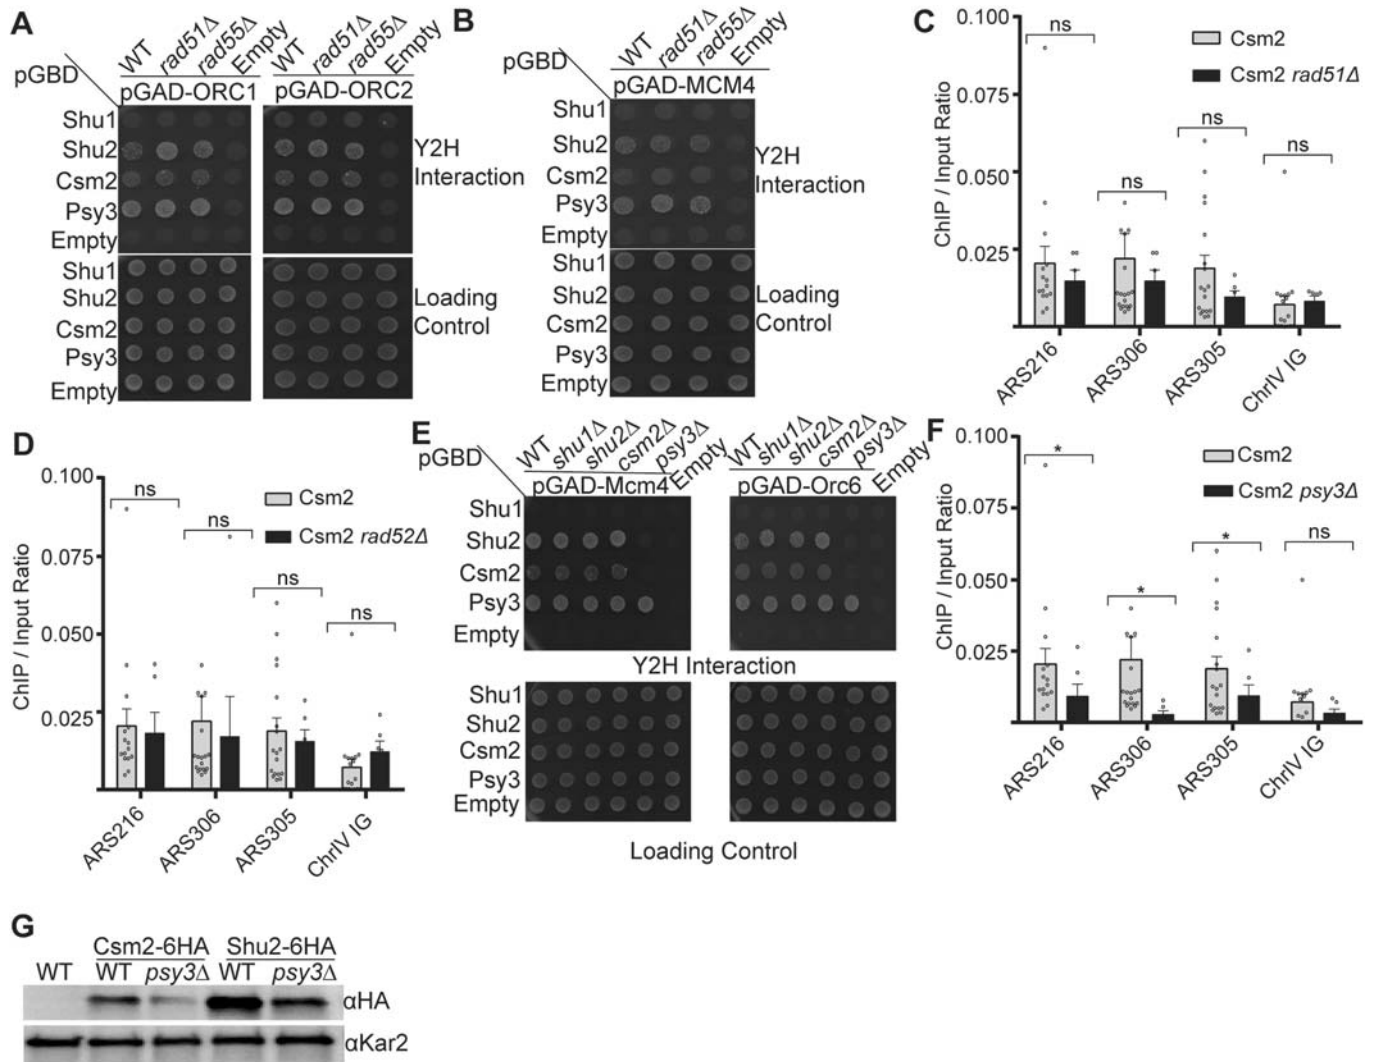 A
WT rad51Δ rad55Δ Empty WT rad51Δ rad55Δ Empty
pGBD
pGAD-ORC1 pGAD-ORC2
Shu1
Shu2
Csm2
Psy3
Empty
Y2H
Interaction
Shu1
Shu2
Csm2
Psy3
Empty
Loading
Control
B
WT rad51Δ rad55Δ Empty
pGBD
pGAD-MCM4
Shu1
Shu2
Csm2
Psy3
Empty
Y2H
Interaction
Shu1
Shu2
Csm2
Psy3
Empty
Loading
Control
C
ChIP / Input Ratio
0.100
0.075
0.050
0.025
ns
ns
ns
ns
Csm2
Csm2 rad51Δ
ARS216 ARS306 ARS305 ChrIV IG
D
ChIP / Input Ratio
0.100
0.075
0.050
0.025
ns
ns
ns
ns
Csm2
Csm2 rad52Δ
ARS216 ARS306 ARS305 ChrIV IG
E
WT shu1Δ shu2Δ csm2Δ psy3Δ Empty WT shu1Δ shu2Δ csm2Δ psy3Δ Empty
pGBD
pGAD-Mcm4 pGAD-Orc6
Shu1
Shu2
Csm2
Psy3
Empty
Y2H Interaction
Shu1
Shu2
Csm2
Psy3
Empty
Loading Control
F
ChIP / Input Ratio
0.100
0.075
0.050
0.025
*
*
*
ns
Csm2
Csm2 psy3Δ
ARS216 ARS306 ARS305 ChrIV IG
G
Csm2-6HA Shu2-6HA
WT WT psy3Δ WT psy3Δ
αHA
αKar2